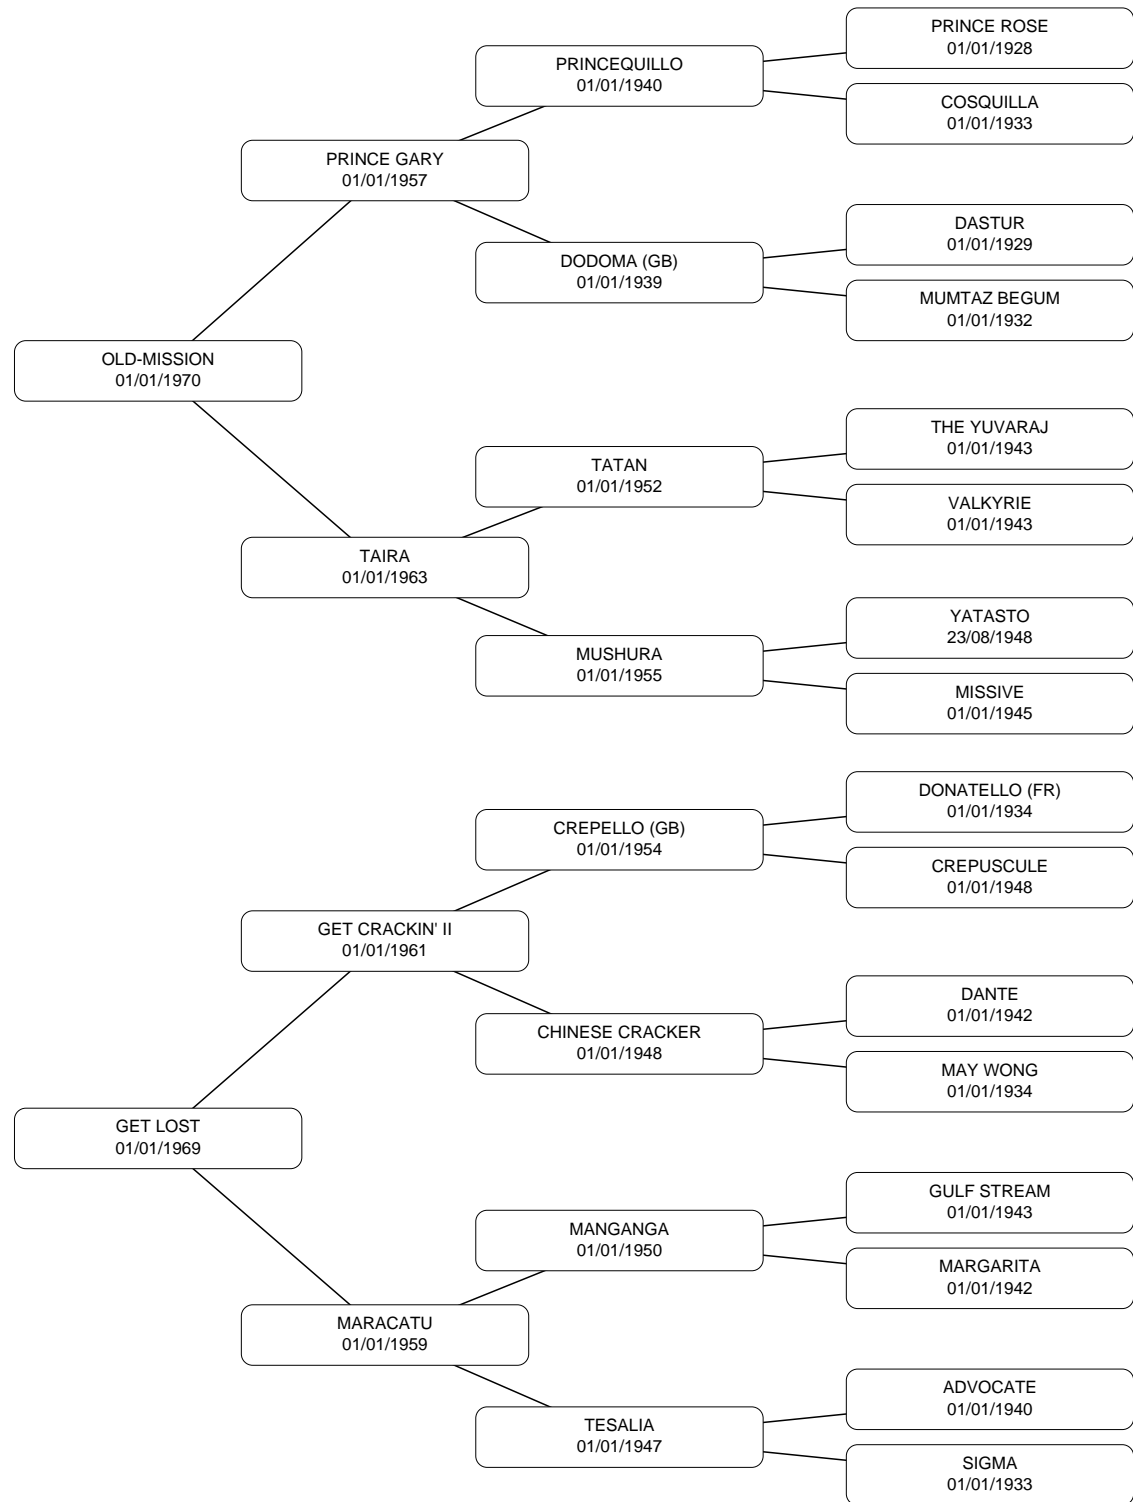 PRINCE ROSE
01/01/1928
PRINCEQUILLO
01/01/1940
COSQUILLA
01/01/1933
PRINCE GARY
01/01/1957
DASTUR
01/01/1929
DODOMA (GB)
01/01/1939
MUMTAZ BEGUM
01/01/1932
OLD-MISSION
01/01/1970
THE YUVARAJ
01/01/1943
TATAN
01/01/1952
VALKYRIE
01/01/1943
TAIRA
01/01/1963
YATASTO
23/08/1948
MUSHURA
01/01/1955
MISSIVE
01/01/1945
DONATELLO (FR)
01/01/1934
CREPELLO (GB)
01/01/1954
CREPUSCULE
01/01/1948
GET CRACKIN' II
01/01/1961
DANTE
01/01/1942
CHINESE CRACKER
01/01/1948
MAY WONG
01/01/1934
GET LOST
01/01/1969
GULF STREAM
01/01/1943
MANGANGA
01/01/1950
MARGARITA
01/01/1942
MARACATU
01/01/1959
ADVOCATE
01/01/1940
TESALIA
01/01/1947
SIGMA
01/01/1933